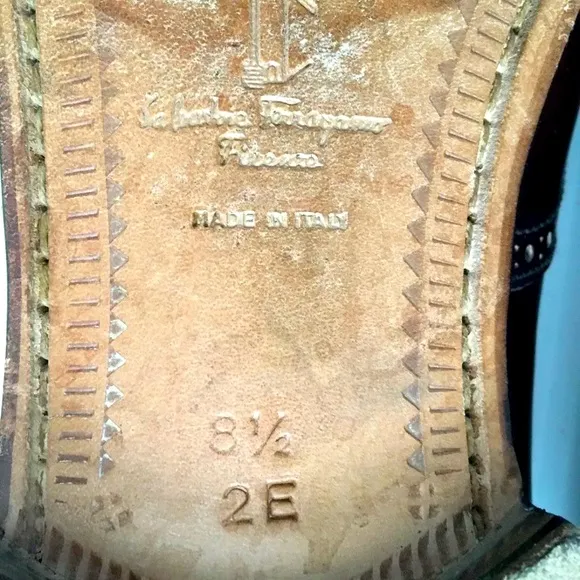 Salvatore Ferragamo
Firenze
MADE IN ITALY
8½
2E